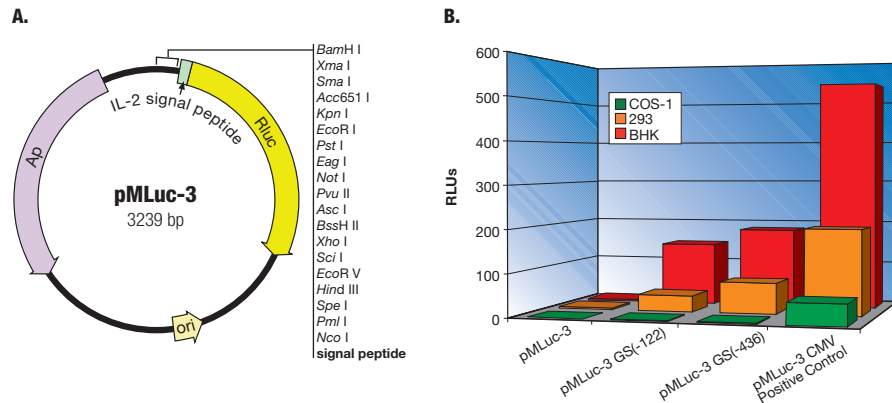 A.
BamH I
Xma I
Sma I
Acc651 I
Kpn I
EcoR I
Pst I
Eag I
Not I
Pvu II
Asc I
BssH II
Xho I
Sci I
EcoR V
Hind III
Spe I
Pml I
Nco I
signal peptide
IL-2 signal peptide
Rluc
Ap
pMLuc-3
3239 bp
ori
B.
600
500
400
300
200
100
0
RLUs
COS-1
293
BHK
pMLuc-3
pMLuc-3 GS(-122)
pMLuc-3 GS(-436)
pMLuc-3 CMV
Positive Control